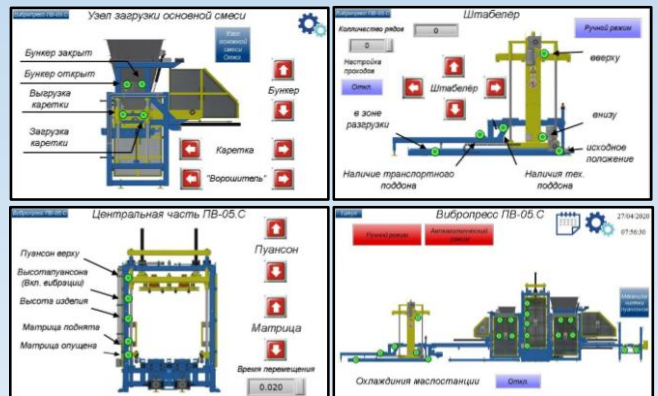 Вибропресс ПВ-05.С
Узел загрузки основной смеси
Узел
основной
смеси
Откл.
Бункер закрыт
Бункер открыт
Выгрузка
каретки
Загрузка
каретки
Бункер
Каретка
"Ворошитель"
Вибропресс ПВ-05.С
Штабелёр
Количество рядов
0
0
Ручной режим
Настройка
проходов
Откл.
Штабелёр
вверху
внизу
в зоне
разгрузки
исходное
положение
Наличие транспортного
поддона
Наличия тех.
поддона
Вибропресс ПВ-05.С
Центральная часть ПВ-05.С
Пуансон верху
Высотапуансона
(Вкл. вибрации)
Высота изделия
Матрица поднята
Матрица опущена
Пуансон
Матрица
Время перемещения
0.020
Вибропресс ПВ-05.С
27/04/2020
07:56:30
Ручной режим
Автоматический
режим
Охлаждиния маслостанции
Откл.